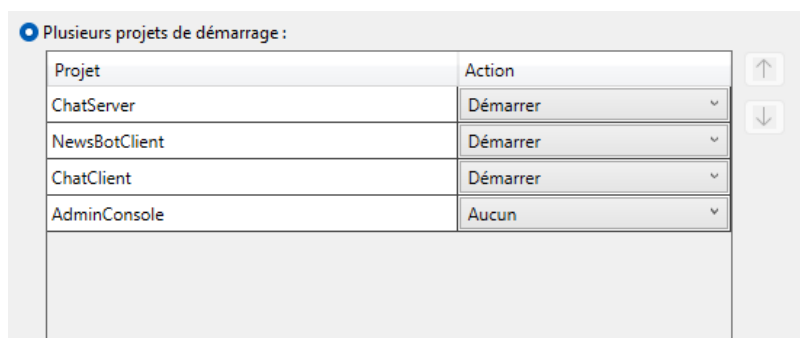 Plusieurs projets de démarrage :
Projet Action
ChatServer Démarrer
NewsBotClient Démarrer
ChatClient Démarrer
AdminConsole Aucun